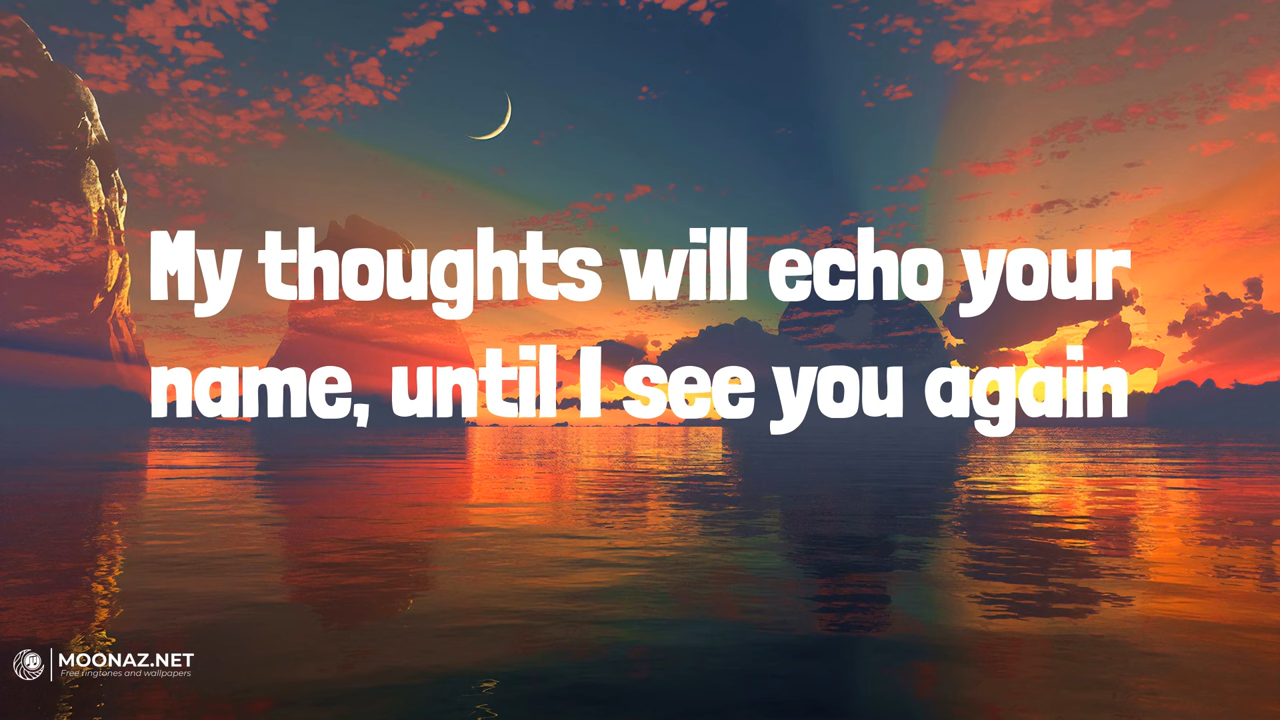 My thoughts will echo your
name, until I see you again
MOONAZ.NET
Free ringtones and wallpapers